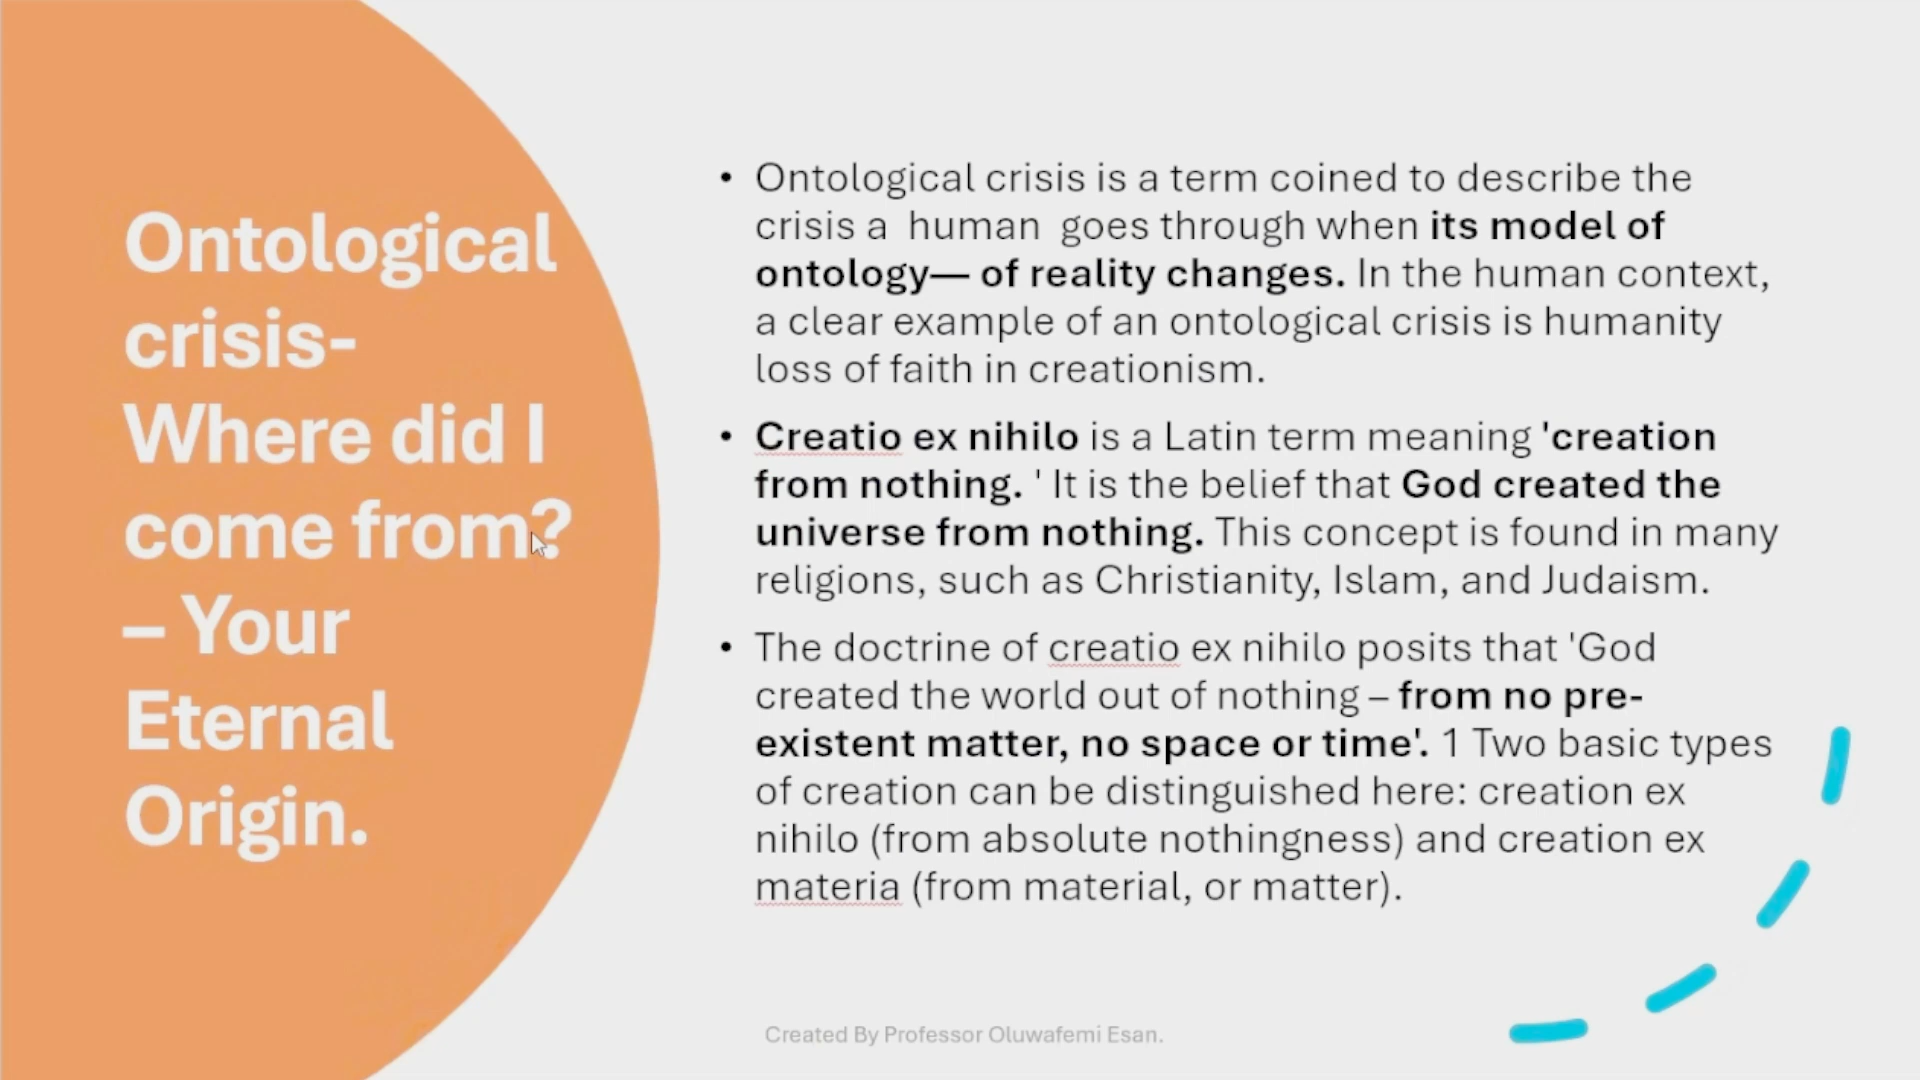 Ontological
crisis-
Where did I
come from?
– Your
Eternal
Origin.
• Ontological crisis is a term coined to describe the
crisis a  human  goes through when its model of
ontology— of reality changes. In the human context,
a clear example of an ontological crisis is humanity
loss of faith in creationism.
• Creatio ex nihilo is a Latin term meaning 'creation
from nothing. ' It is the belief that God created the
universe from nothing. This concept is found in many
religions, such as Christianity, Islam, and Judaism.
• The doctrine of creatio ex nihilo posits that 'God
created the world out of nothing – from no pre-
existent matter, no space or time'. 1 Two basic types
of creation can be distinguished here: creation ex
nihilo (from absolute nothingness) and creation ex
materia (from material, or matter).
Created By Professor Oluwafemi Esan.